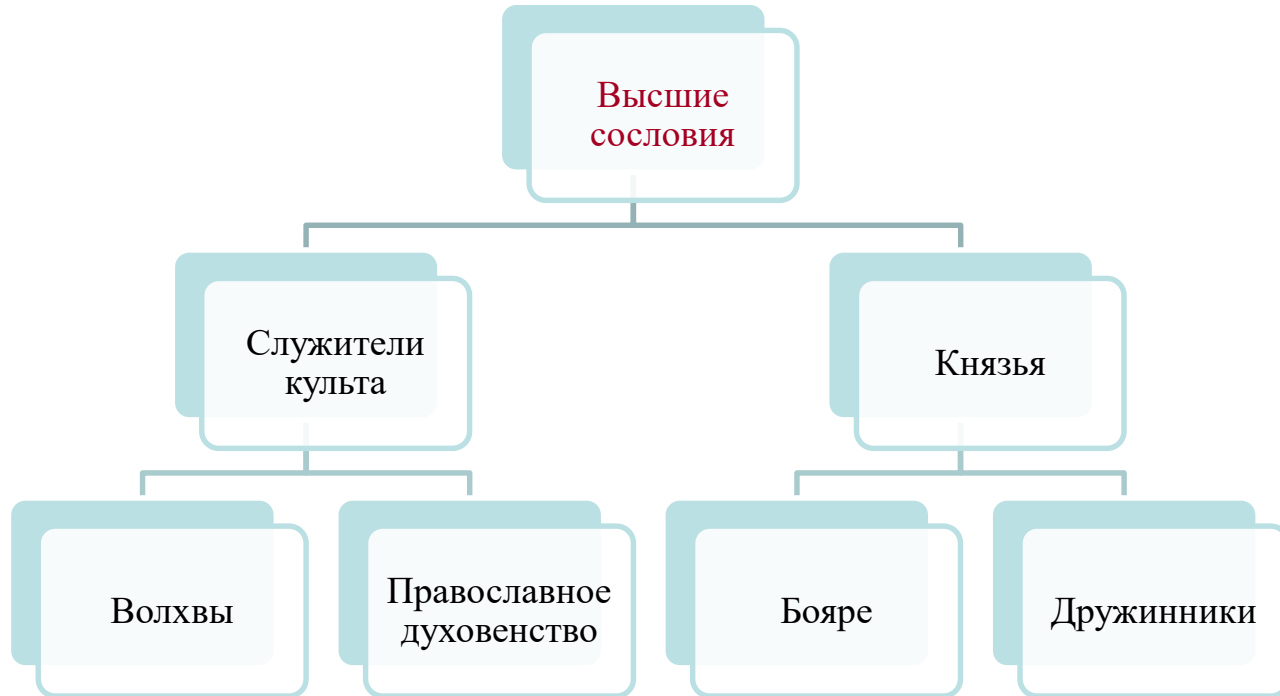 Высшие
сословия
Служители
культа
Князья
Волхвы
Православное
духовенство
Бояре
Дружинники